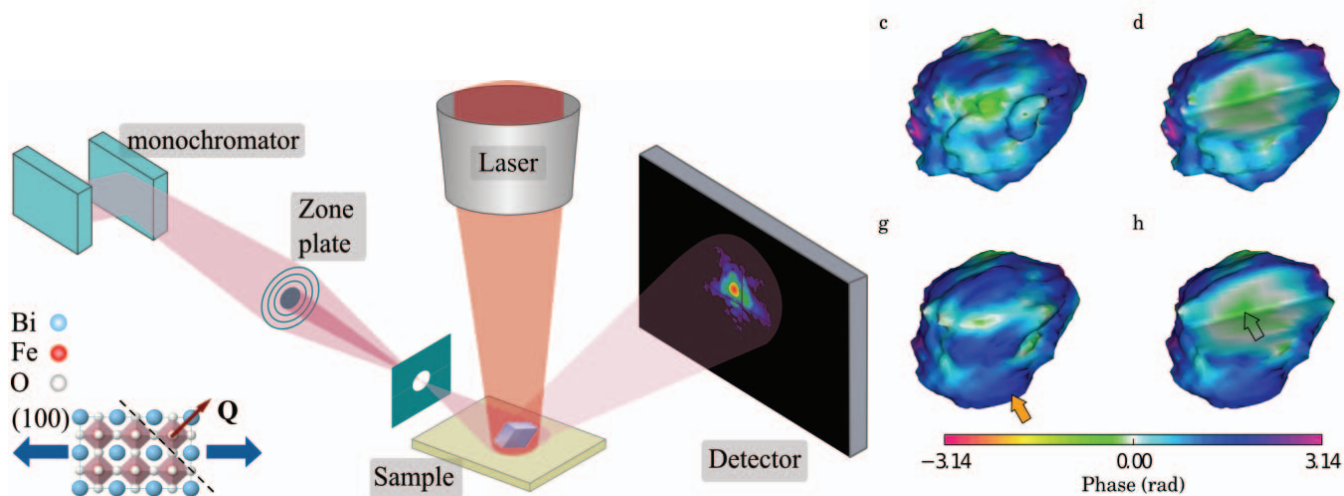 monochromator
Zone
plate
Laser
Bi
Fe
O
(100)
Q
Sample
Detector
c
d
g
h
−3.14
0.00
3.14
Phase (rad)